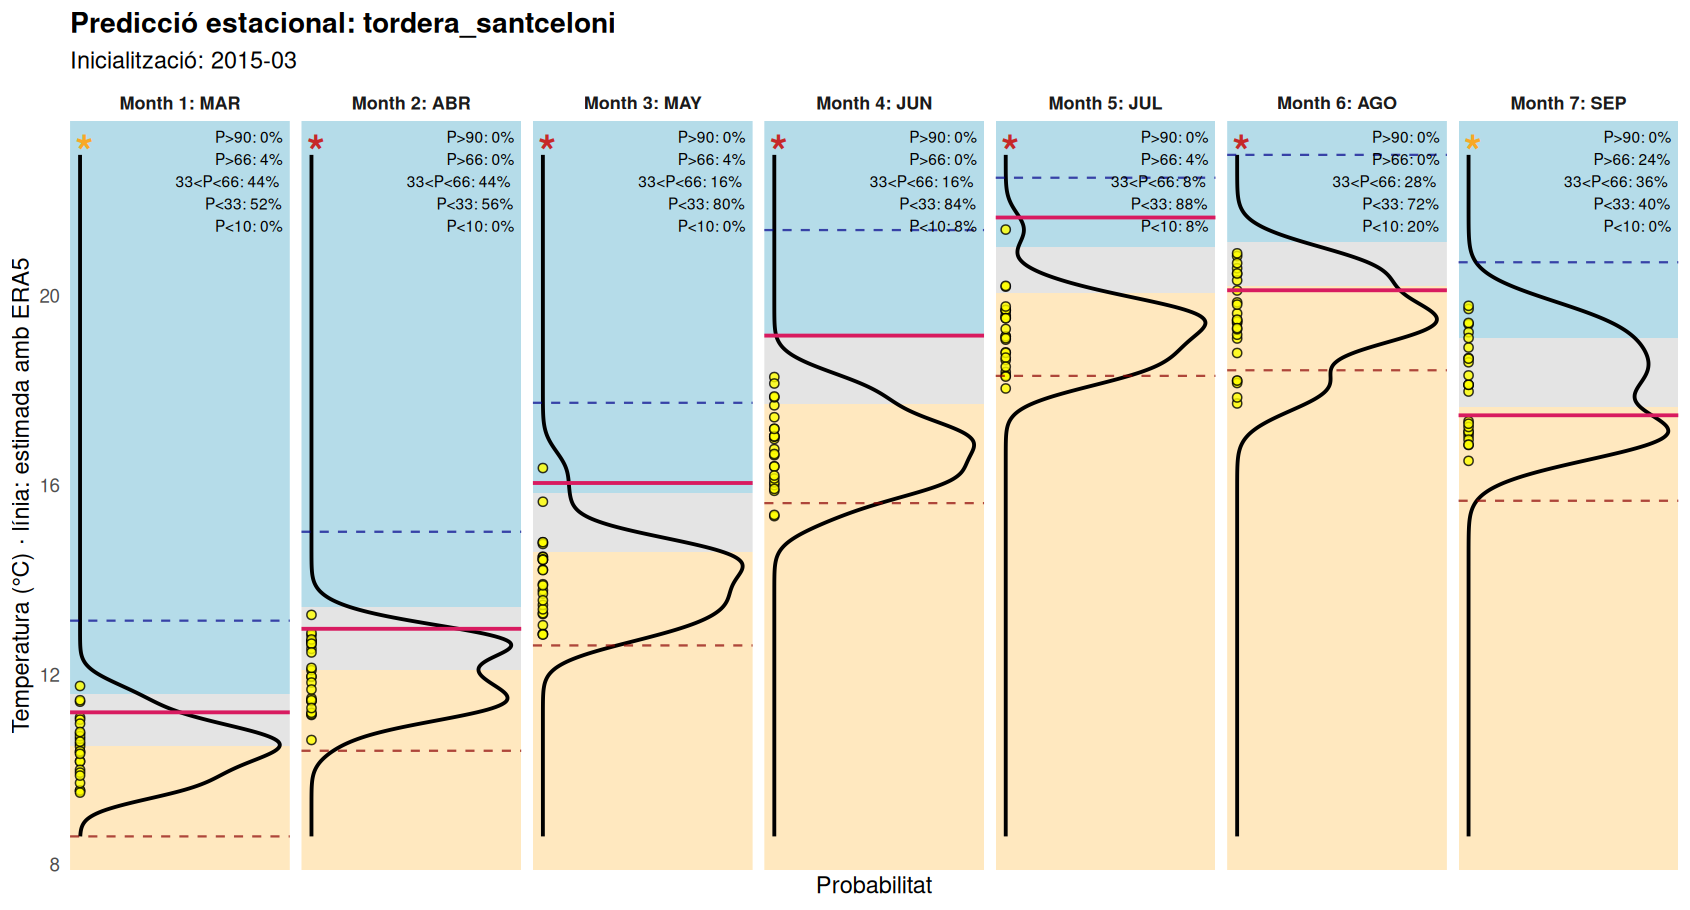 Predicció estacional: tordera_santceloni
Inicialització: 2015-03
Month 1: MAR
Month 2: ABR
Month 3: MAY
Month 4: JUN
Month 5: JUL
Month 6: AGO
Month 7: SEP
*
P>90: 0%
P>66: 4%
33<P<66: 44%
P<33: 52%
P<10: 0%
*
P>90: 0%
P>66: 0%
33<P<66: 44%
P<33: 56%
P<10: 0%
*
P>90: 0%
P>66: 4%
33<P<66: 16%
P<33: 80%
P<10: 0%
*
P>90: 0%
P>66: 0%
33<P<66: 16%
P<33: 84%
P<10: 8%
*
P>90: 0%
P>66: 4%
33<P<66: 8%
P<33: 88%
P<10: 8%
*
P>90: 0%
P>66: 0%
33<P<66: 28%
P<33: 72%
P<10: 20%
*
P>90: 0%
P>66: 24%
33<P<66: 36%
P<33: 40%
P<10: 0%
Temperatura (°C) · línia: estimada amb ERA5
20
16
12
8
Probabilitat